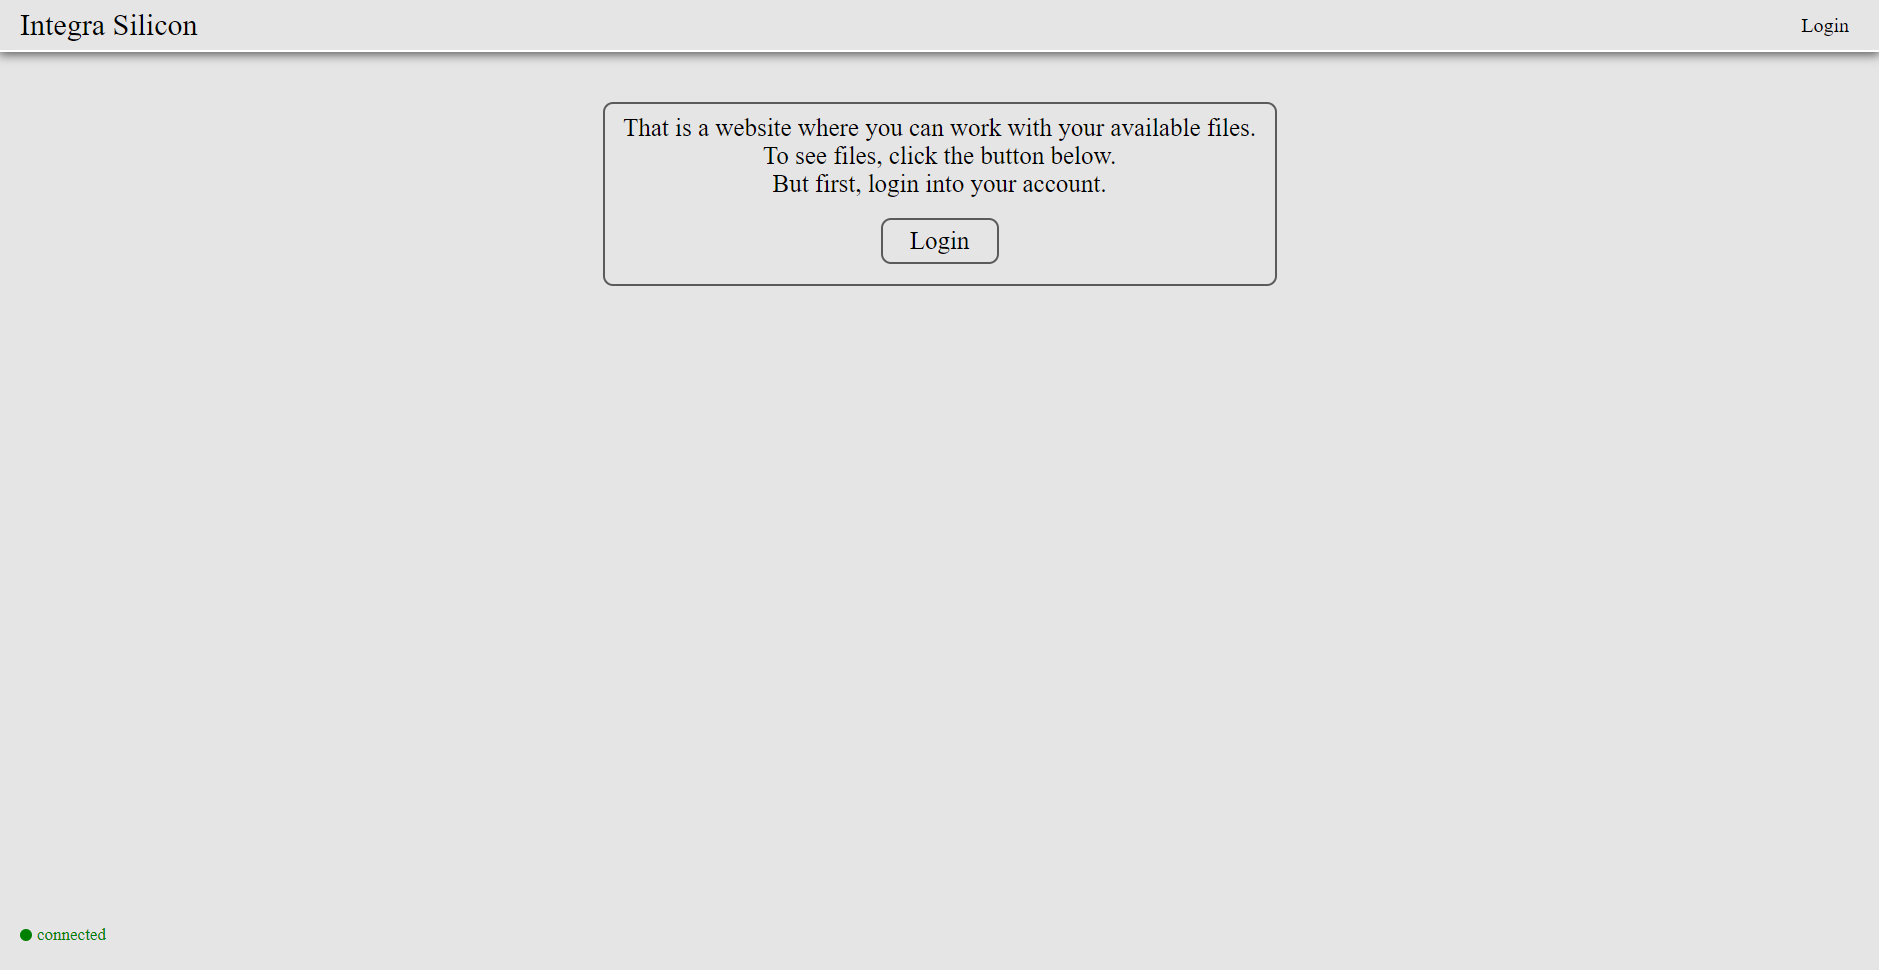 Integra Silicon
Login
That is a website where you can work with your available files.
To see files, click the button below.
But first, login into your account.
Login
connected